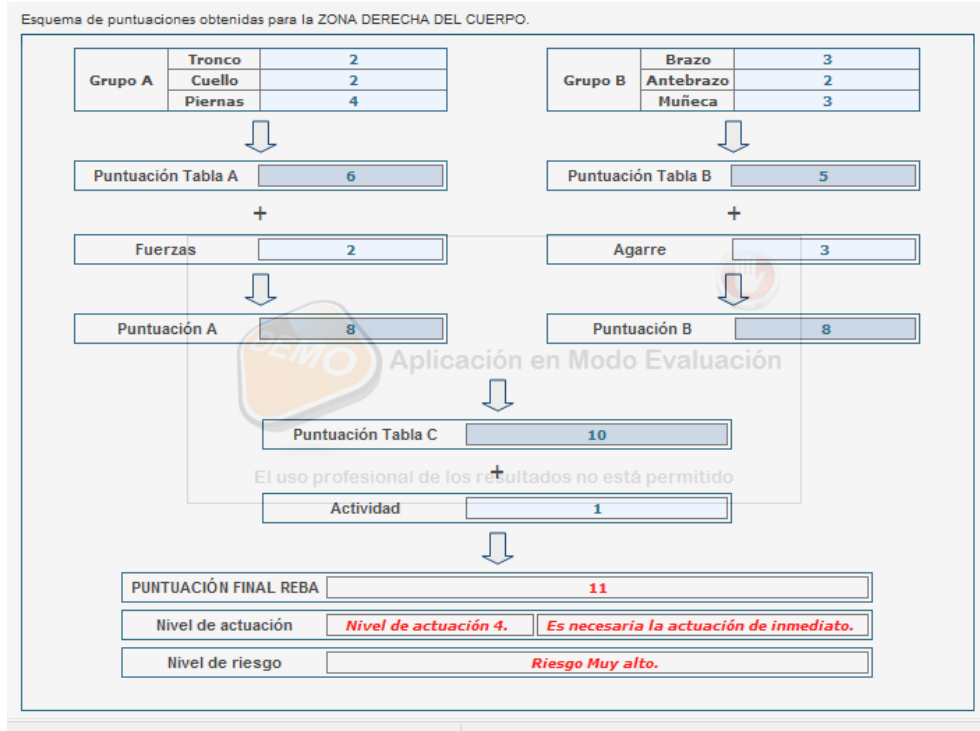 Esquema de puntuaciones obtenidas para la ZONA DERECHA DEL CUERPO.
Grupo A
Tronco 2
Cuello 2
Piernas 4
Grupo B
Brazo 3
Antebrazo 2
Muñeca 3
Puntuación Tabla A 6
Puntuación Tabla B 5
+
+
Fuerzas 2
Agarre 3
Puntuación A 8
Puntuación B 8
DEMO
Aplicación en Modo Evaluación
Puntuación Tabla C 10
+
El uso profesional de los resultados no está permitido
Actividad 1
PUNTUACIÓN FINAL REBA 11
Nivel de actuación Nivel de actuación 4. Es necesaria la actuación de inmediato.
Nivel de riesgo Riesgo Muy alto.